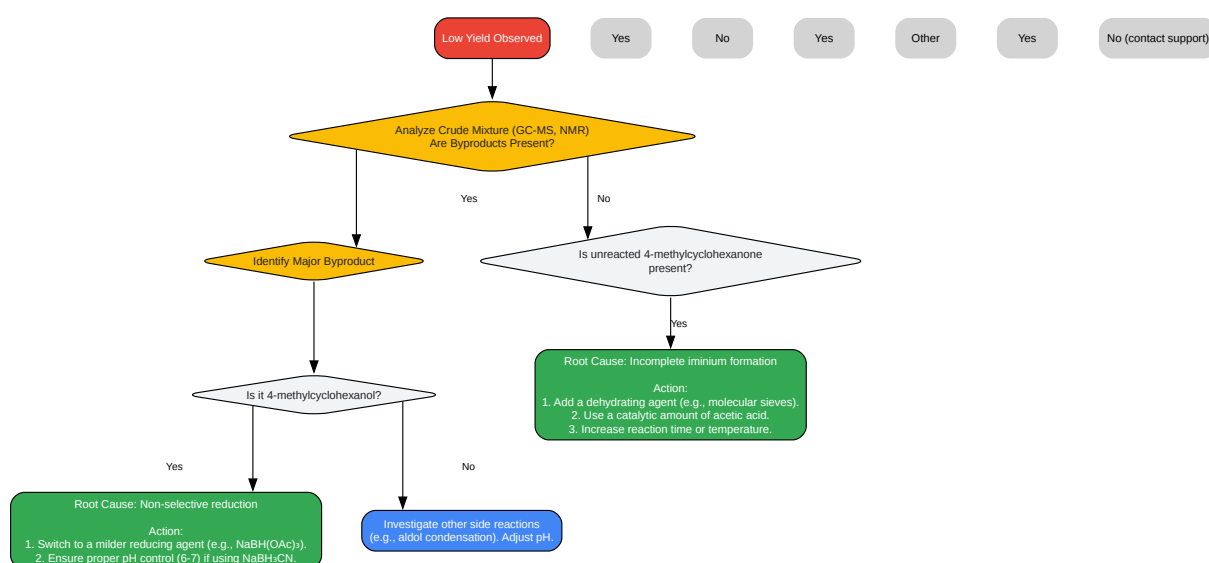 Low Yield Observed
Yes
No
Yes
Other
Yes
No (contact support)
Analyze Crude Mixture (GC-MS, NMR)
Are Byproducts Present?
Yes
No
Identify Major Byproduct
Is unreacted 4-methylcyclohexanone
present?
Yes
Root Cause: Incomplete iminium formation
Action:
1. Add a dehydrating agent (e.g., molecular sieves).
2. Use a catalytic amount of acetic acid.
3. Increase reaction time or temperature.
Is it 4-methylcyclohexanol?
Yes
No
Root Cause: Non-selective reduction
Action:
1. Switch to a milder reducing agent (e.g., NaBH(OAc)₃).
2. Ensure proper pH control (6-7) if using NaBH₃CN.
Investigate other side reactions
(e.g., aldol condensation). Adjust pH.